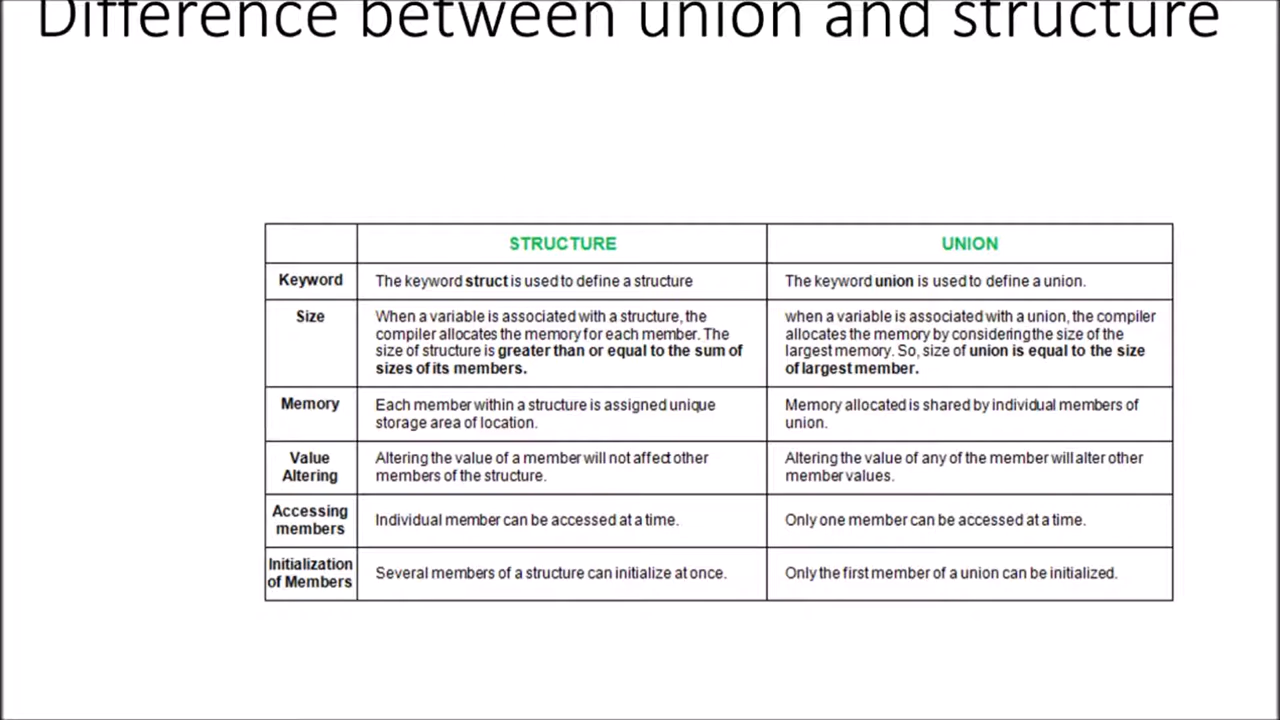 Difference between union and structure
STRUCTURE
UNION
Keyword
The keyword struct is used to define a structure
The keyword union is used to define a union.
Size
When a variable is associated with a structure, the
compiler allocates the memory for each member. The
size of structure is greater than or equal to the sum of
sizes of its members.
when a variable is associated with a union, the compiler
allocates the memory by considering the size of the
largest memory. So, size of union is equal to the size
of largest member.
Memory
Each member within a structure is assigned unique
storage area of location.
Memory allocated is shared by individual members of
union.
Value
Altering
Altering the value of a member will not affect other
members of the structure.
Altering the value of any of the member will alter other
member values.
Accessing
members
Individual member can be accessed at a time.
Only one member can be accessed at a time.
Initialization
of Members
Several members of a structure can initialize at once.
Only the first member of a union can be initialized.